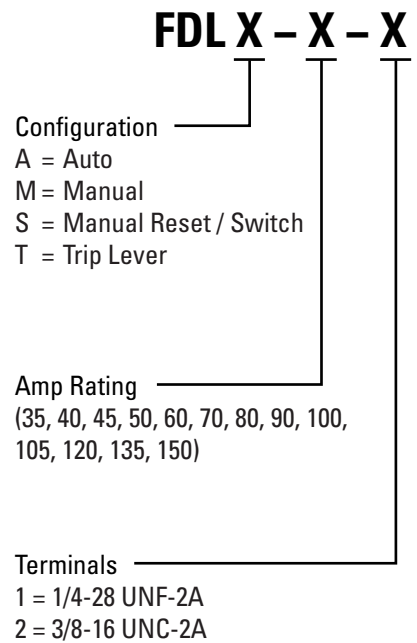 FDL X – X – X
Configuration
A = Auto
M = Manual
S = Manual Reset / Switch
T = Trip Lever
Amp Rating
(35, 40, 45, 50, 60, 70, 80, 90, 100,
105, 120, 135, 150)
Terminals
1 = 1/4-28 UNF-2A
2 = 3/8-16 UNC-2A